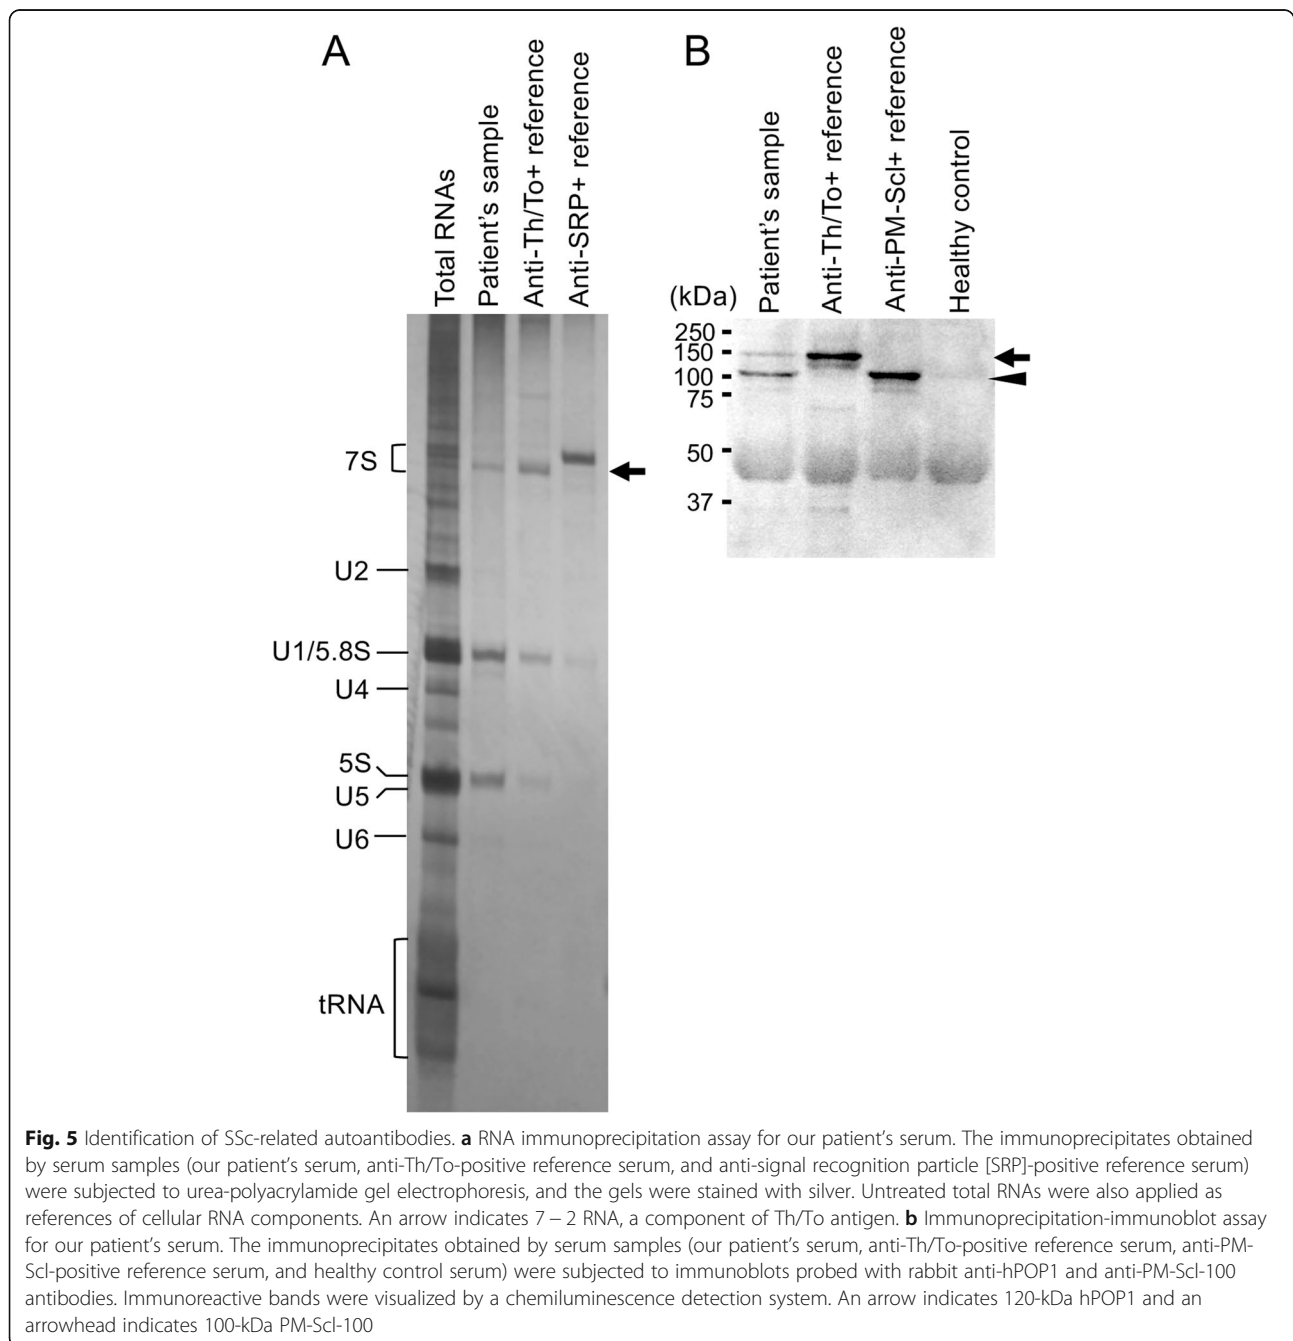 A
B
Total RNAs
Patient's sample
Anti-Th/To+ reference
Anti-SRP+ reference
7S
U2
U1/5.8S
U4
5S
U5
U6
tRNA
(kDa)
Patient's sample
Anti-Th/To+ reference
Anti-PM-Scl+ reference
Healthy control
250
150
100
75
50
37
Fig. 5 Identification of SSc-related autoantibodies. a RNA immunoprecipitation assay for our patient's serum. The immunoprecipitates obtained
by serum samples (our patient's serum, anti-Th/To-positive reference serum, and anti-signal recognition particle [SRP]-positive reference serum)
were subjected to urea-polyacrylamide gel electrophoresis, and the gels were stained with silver. Untreated total RNAs were also applied as
references of cellular RNA components. An arrow indicates 7 − 2 RNA, a component of Th/To antigen. b Immunoprecipitation-immunoblot assay
for our patient's serum. The immunoprecipitates obtained by serum samples (our patient's serum, anti-Th/To-positive reference serum, anti-PM-
Scl-positive reference serum, and healthy control serum) were subjected to immunoblots probed with rabbit anti-hPOP1 and anti-PM-Scl-100
antibodies. Immunoreactive bands were visualized by a chemiluminescence detection system. An arrow indicates 120-kDa hPOP1 and an
arrowhead indicates 100-kDa PM-Scl-100